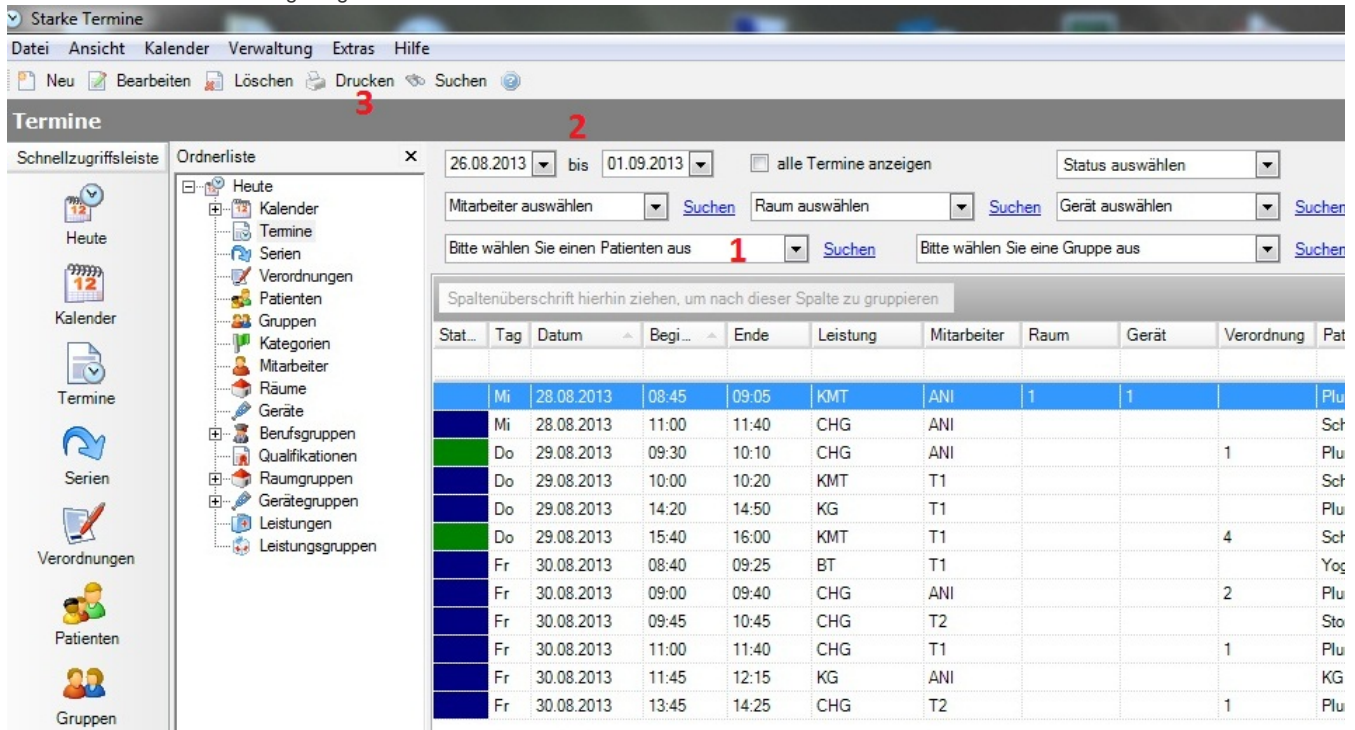 Starke Termine
Datei Ansicht Kalender Verwaltung Extras Hilfe
Neu Bearbeiten Löschen Drucken Suchen
3
Termine
2
Schnellzugriffsleiste
Heute
Kalender
Termine
Serien
Verordnungen
Patienten
Gruppen
Ordnerliste X
Heute
Kalender
Termine
Serien
Verordnungen
Patienten
Gruppen
Kategorien
Mitarbeiter
Räume
Geräte
Berufsgruppen
Qualifikationen
Raumgruppen
Gerätegruppen
Leistungen
Leistungsgruppen
26.08.2013 bis 01.09.2013 alle Termine anzeigen Status auswählen
Mitarbeiter auswählen Suchen Raum auswählen Suchen Gerät auswählen Suchen
Bitte wählen Sie einen Patienten aus 1 Suchen Bitte wählen Sie eine Gruppe aus Suchen
Spaltenüberschrift hierhin ziehen, um nach dieser Spalte zu gruppieren
Stat... Tag Datum Begi... Ende Leistung Mitarbeiter Raum Gerät Verordnung Pat
Mi 28.08.2013 08:45 09:05 KMT ANI 1 1 Plu
Mi 28.08.2013 11:00 11:40 CHG ANI Sch
Do 29.08.2013 09:30 10:10 CHG ANI 1 Plu
Do 29.08.2013 10:00 10:20 KMT T1 Sch
Do 29.08.2013 14:20 14:50 KG T1 Plu
Do 29.08.2013 15:40 16:00 KMT T1 4 Sch
Fr 30.08.2013 08:40 09:25 BT T1 Yog
Fr 30.08.2013 09:00 09:40 CHG ANI 2 Plu
Fr 30.08.2013 09:45 10:45 CHG T2 Sto
Fr 30.08.2013 11:00 11:40 CHG T1 1 Plu
Fr 30.08.2013 11:45 12:15 KG ANI KG
Fr 30.08.2013 13:45 14:25 CHG T2 1 Plu